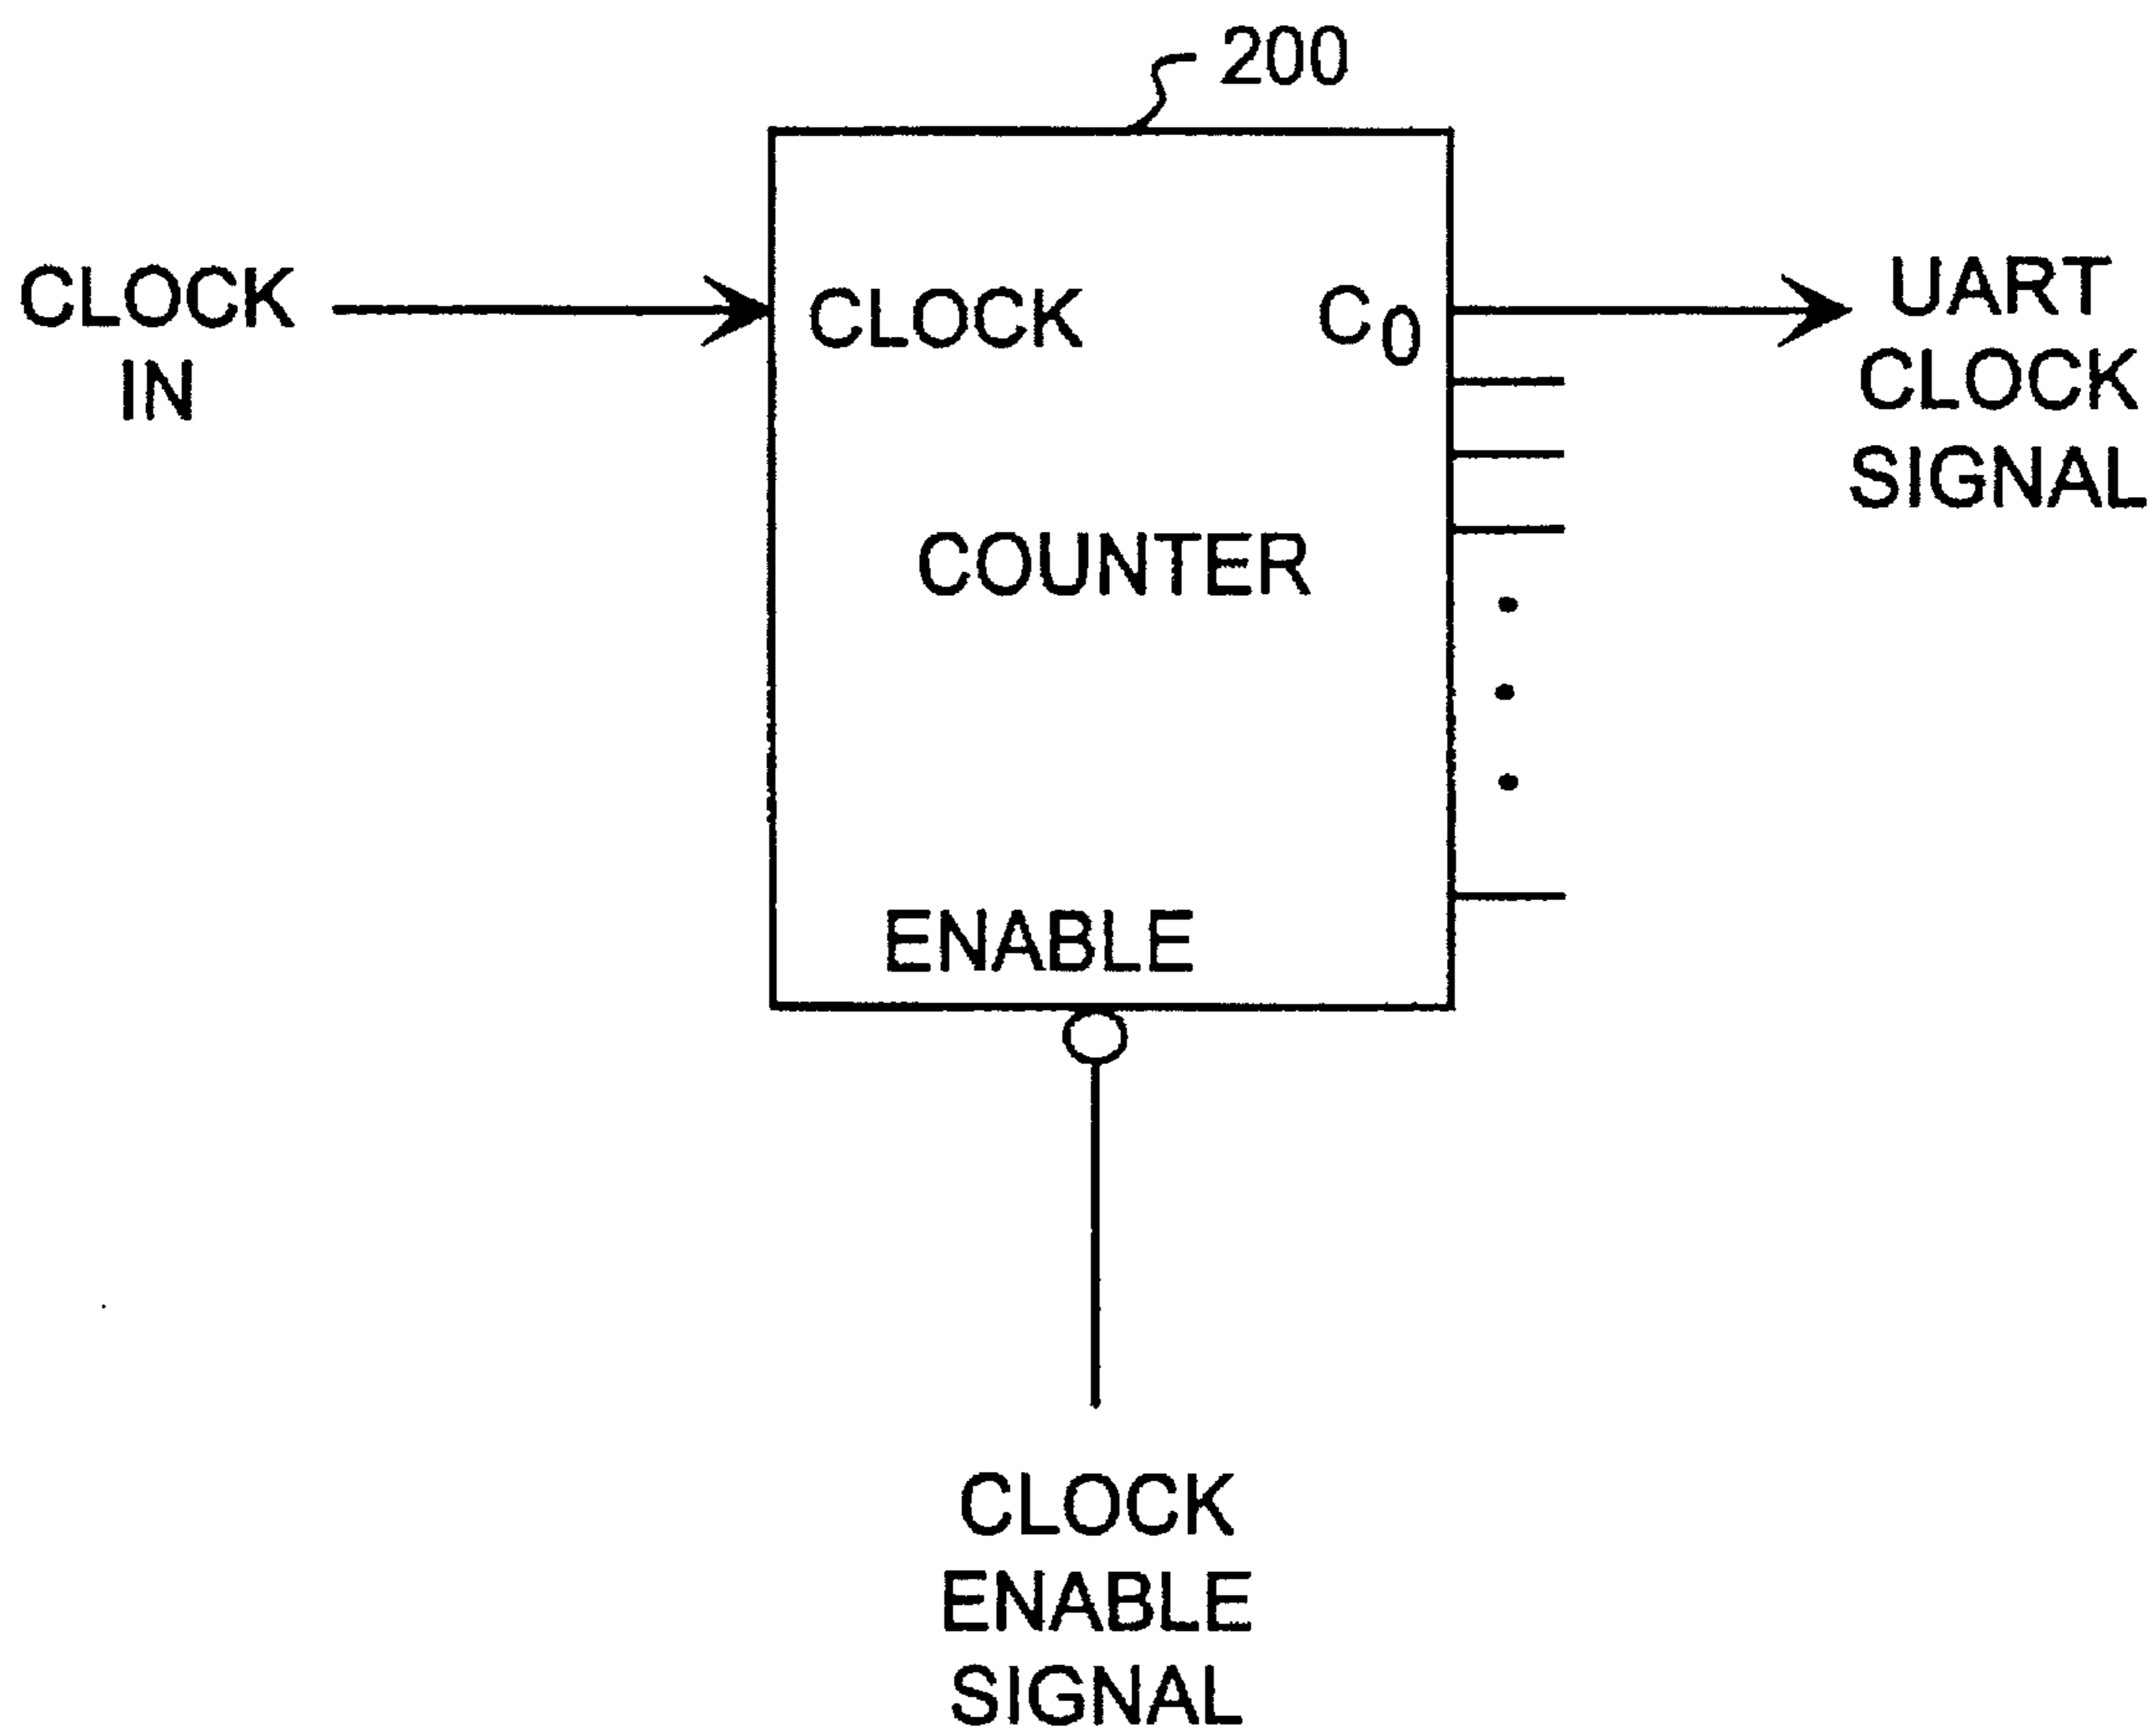 200
CLOCK
IN
CLOCK
C0
UART
CLOCK
SIGNAL
COUNTER
ENABLE
CLOCK
ENABLE
SIGNAL